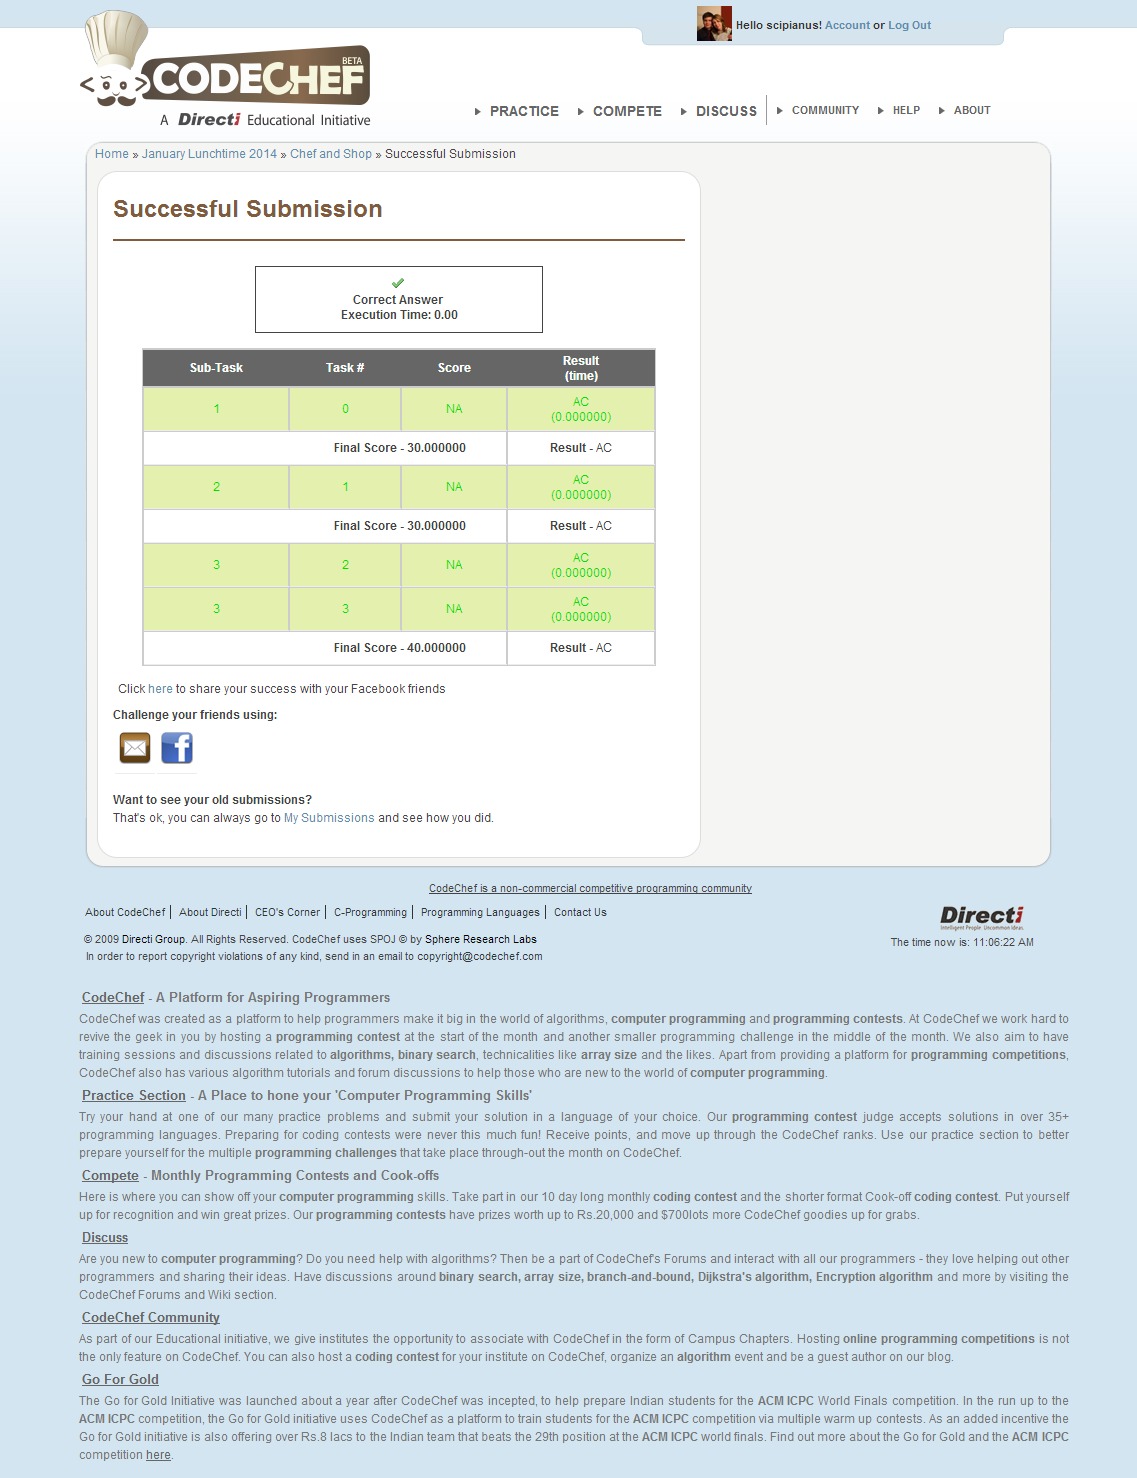 Hello scipianus! Account or Log Out
BETA
CODECHEF
A Directi Educational Initiative
PRACTICE COMPETE DISCUSS COMMUNITY HELP ABOUT
Home » January Lunchtime 2014 » Chef and Shop » Successful Submission
Successful Submission
Correct Answer
Execution Time: 0.00
Sub-Task Task # Score Result
(time)
1 0 NA AC
(0.000000)
Final Score - 30.000000 Result - AC
2 1 NA AC
(0.000000)
Final Score - 30.000000 Result - AC
3 2 NA AC
(0.000000)
3 3 NA AC
(0.000000)
Final Score - 40.000000 Result - AC
Click here to share your success with your Facebook friends
Challenge your friends using:
Want to see your old submissions?
That's ok, you can always go to My Submissions and see how you did.
CodeChef is a non-commercial competitive programming community
About CodeChef | About Directi | CEO's Corner | C-Programming | Programming Languages | Contact Us
Directi
Intelligent People. Uncommon Ideas.
© 2009 Directi Group. All Rights Reserved. CodeChef uses SPOJ © by Sphere Research Labs
The time now is: 11:06:22 AM
In order to report copyright violations of any kind, send in an email to copyright@codechef.com
CodeChef - A Platform for Aspiring Programmers
CodeChef was created as a platform to help programmers make it big in the world of algorithms, computer programming and programming contests. At CodeChef we work hard to
revive the geek in you by hosting a programming contest at the start of the month and another smaller programming challenge in the middle of the month. We also aim to have
training sessions and discussions related to algorithms, binary search, technicalities like array size and the likes. Apart from providing a platform for programming competitions,
CodeChef also has various algorithm tutorials and forum discussions to help those who are new to the world of computer programming.
Practice Section - A Place to hone your 'Computer Programming Skills'
Try your hand at one of our many practice problems and submit your solution in a language of your choice. Our programming contest judge accepts solutions in over 35+
programming languages. Preparing for coding contests were never this much fun! Receive points, and move up through the CodeChef ranks. Use our practice section to better
prepare yourself for the multiple programming challenges that take place through-out the month on CodeChef.
Compete - Monthly Programming Contests and Cook-offs
Here is where you can show off your computer programming skills. Take part in our 10 day long monthly coding contest and the shorter format Cook-off coding contest. Put yourself
up for recognition and win great prizes. Our programming contests have prizes worth up to Rs.20,000 and $700lots more CodeChef goodies up for grabs.
Discuss
Are you new to computer programming? Do you need help with algorithms? Then be a part of CodeChef's Forums and interact with all our programmers - they love helping out other
programmers and sharing their ideas. Have discussions around binary search, array size, branch-and-bound, Dijkstra's algorithm, Encryption algorithm and more by visiting the
CodeChef Forums and Wiki section.
CodeChef Community
As part of our Educational initiative, we give institutes the opportunity to associate with CodeChef in the form of Campus Chapters. Hosting online programming competitions is not
the only feature on CodeChef. You can also host a coding contest for your institute on CodeChef, organize an algorithm event and be a guest author on our blog.
Go For Gold
The Go for Gold Initiative was launched about a year after CodeChef was incepted, to help prepare Indian students for the ACM ICPC World Finals competition. In the run up to the
ACM ICPC competition, the Go for Gold initiative uses CodeChef as a platform to train students for the ACM ICPC competition via multiple warm up contests. As an added incentive the
Go for Gold initiative is also offering over Rs.8 lacs to the Indian team that beats the 29th position at the ACM ICPC world finals. Find out more about the Go for Gold and the ACM ICPC
competition here.